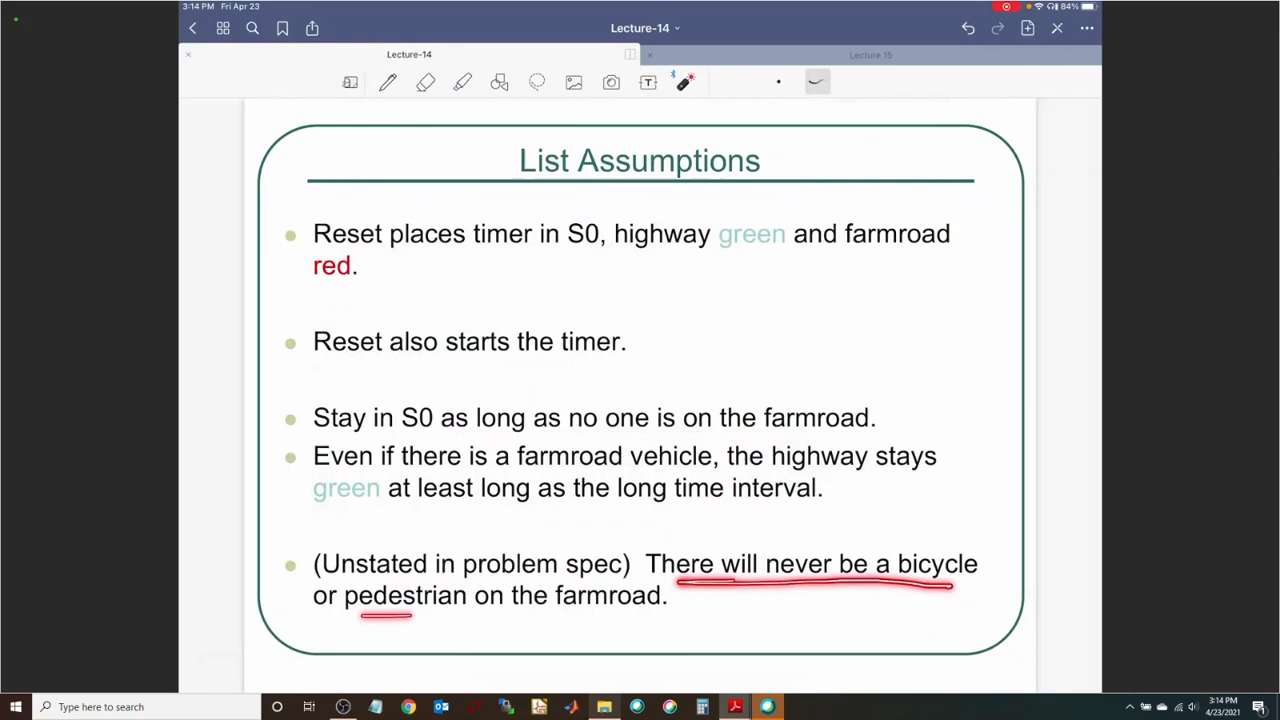 3:14 PM Fri Apr 23
84%
Lecture-14
Lecture-14
Lecture 15
T
List Assumptions
Reset places timer in S0, highway green and farmroad
red.
Reset also starts the timer.
Stay in S0 as long as no one is on the farmroad.
Even if there is a farmroad vehicle, the highway stays
green at least long as the long time interval.
(Unstated in problem spec) There will never be a bicycle
or pedestrian on the farmroad.
Type here to search
3:14 PM
4/23/2021